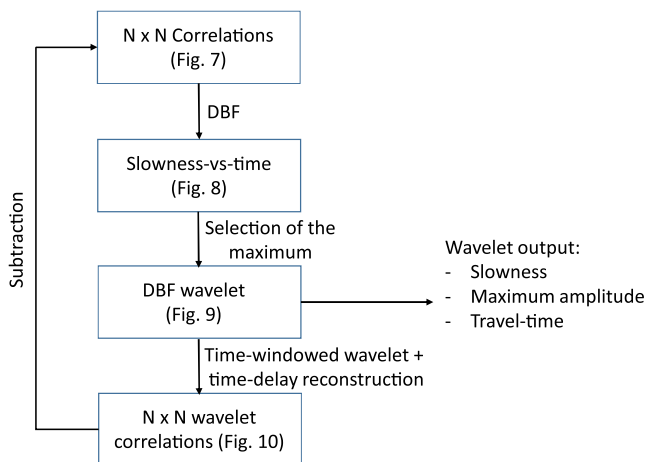 N x N Correlations
(Fig. 7)
DBF
Slowness-vs-time
(Fig. 8)
Selection of the
maximum
DBF wavelet
(Fig. 9)
Wavelet output:
- Slowness
- Maximum amplitude
- Travel-time
Time-windowed wavelet +
time-delay reconstruction
N x N wavelet
correlations (Fig. 10)
Subtraction